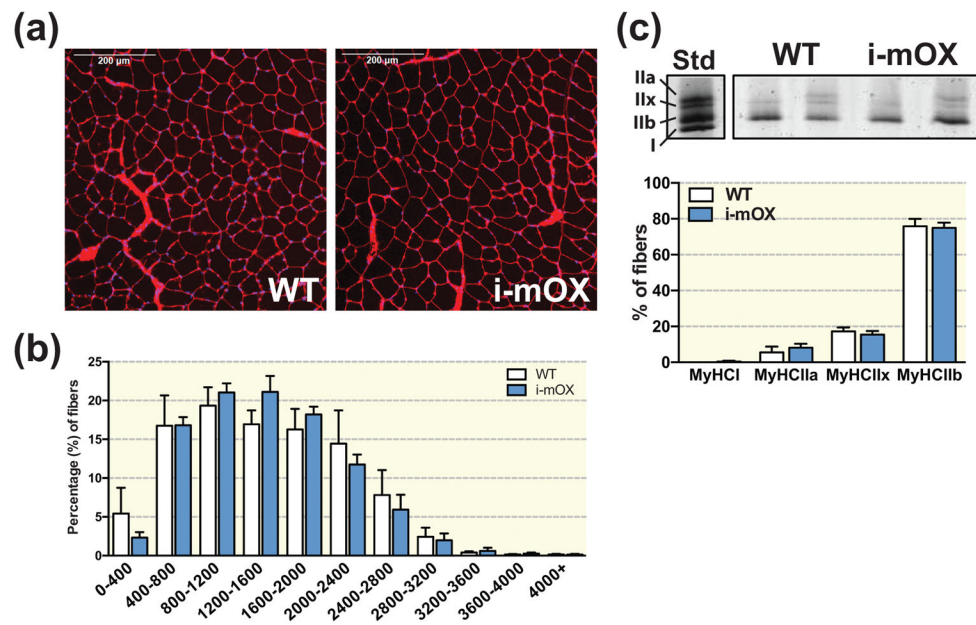 (a)
200 µm
WT
200 µm
i-mOX
(b)
Percentage (%) of fibers
25
20
15
10
5
0
WT
i-mOX
0-400
400-800
800-1200
1200-1600
1600-2000
2000-2400
2400-2800
2800-3200
3200-3600
3600-4000
4000+
(c)
Std WT i-mOX
IIa
IIx
IIb
I
% of fibers
100
80
60
40
20
0
WT
i-mOX
MyHCI MyHCIIa MyHCIIx MyHCIIb